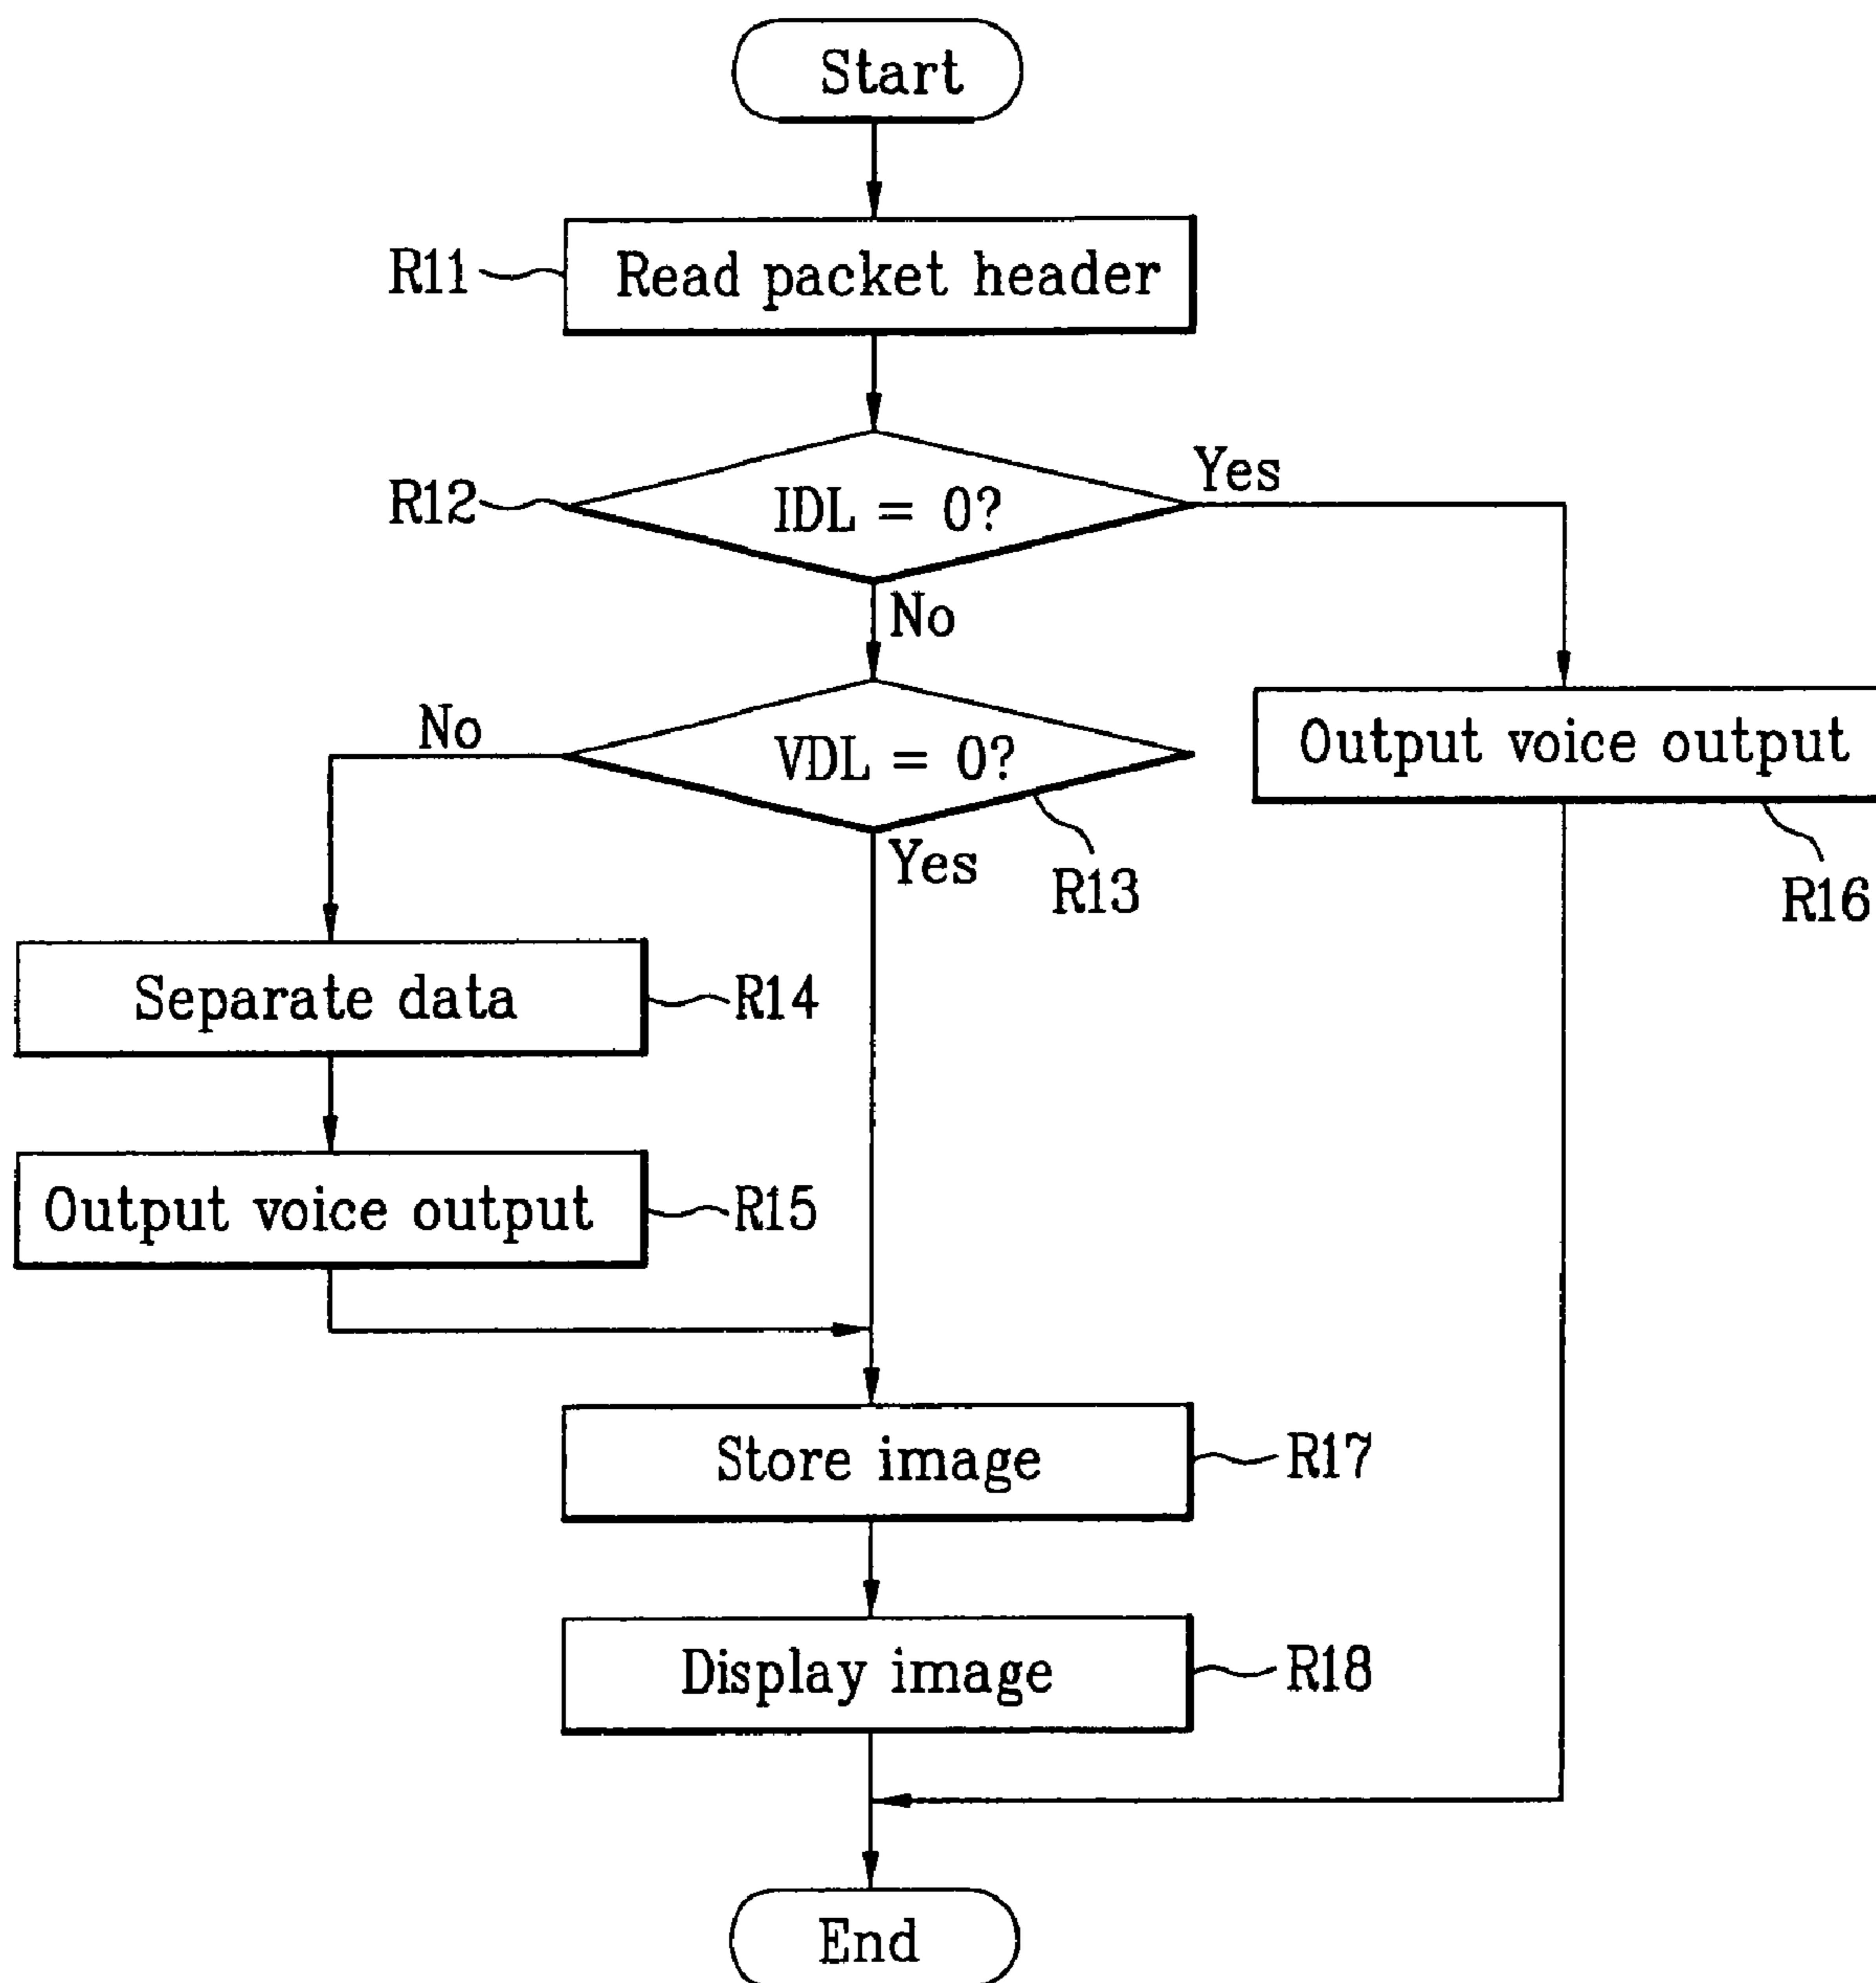 Start
R11
Read packet header
R12
IDL = 0?
Yes
No
No
VDL = 0?
Output voice output
Yes
R13
R16
Separate data
R14
Output voice output
R15
Store image
R17
Display image
R18
End